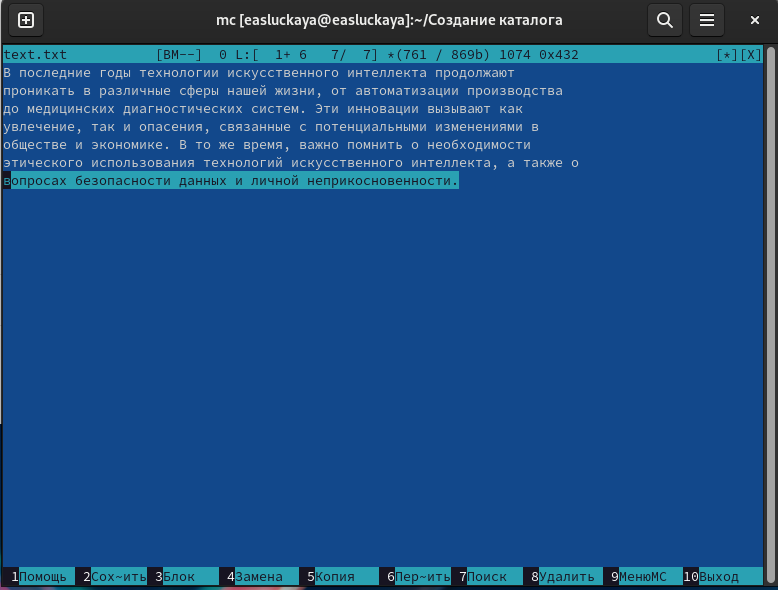 mc [easluckaya@easluckaya]:~/Создание каталога
text.txt [BM--] 0 L:[ 1+ 6 7/ 7] *(761 / 869b) 1074 0x432 [*][X]
В последние годы технологии искусственного интеллекта продолжают
проникать в различные сферы нашей жизни, от автоматизации производства
до медицинских диагностических систем. Эти инновации вызывают как
увлечение, так и опасения, связанные с потенциальными изменениями в
обществе и экономике. В то же время, важно помнить о необходимости
этического использования технологий искусственного интеллекта, а также о
вопросах безопасности данных и личной неприкосновенности.
1Помощь 2Сох~ить 3Блок 4Замена 5Копия 6Пер~ить 7Поиск 8Удалить 9МенюMC 10Выход